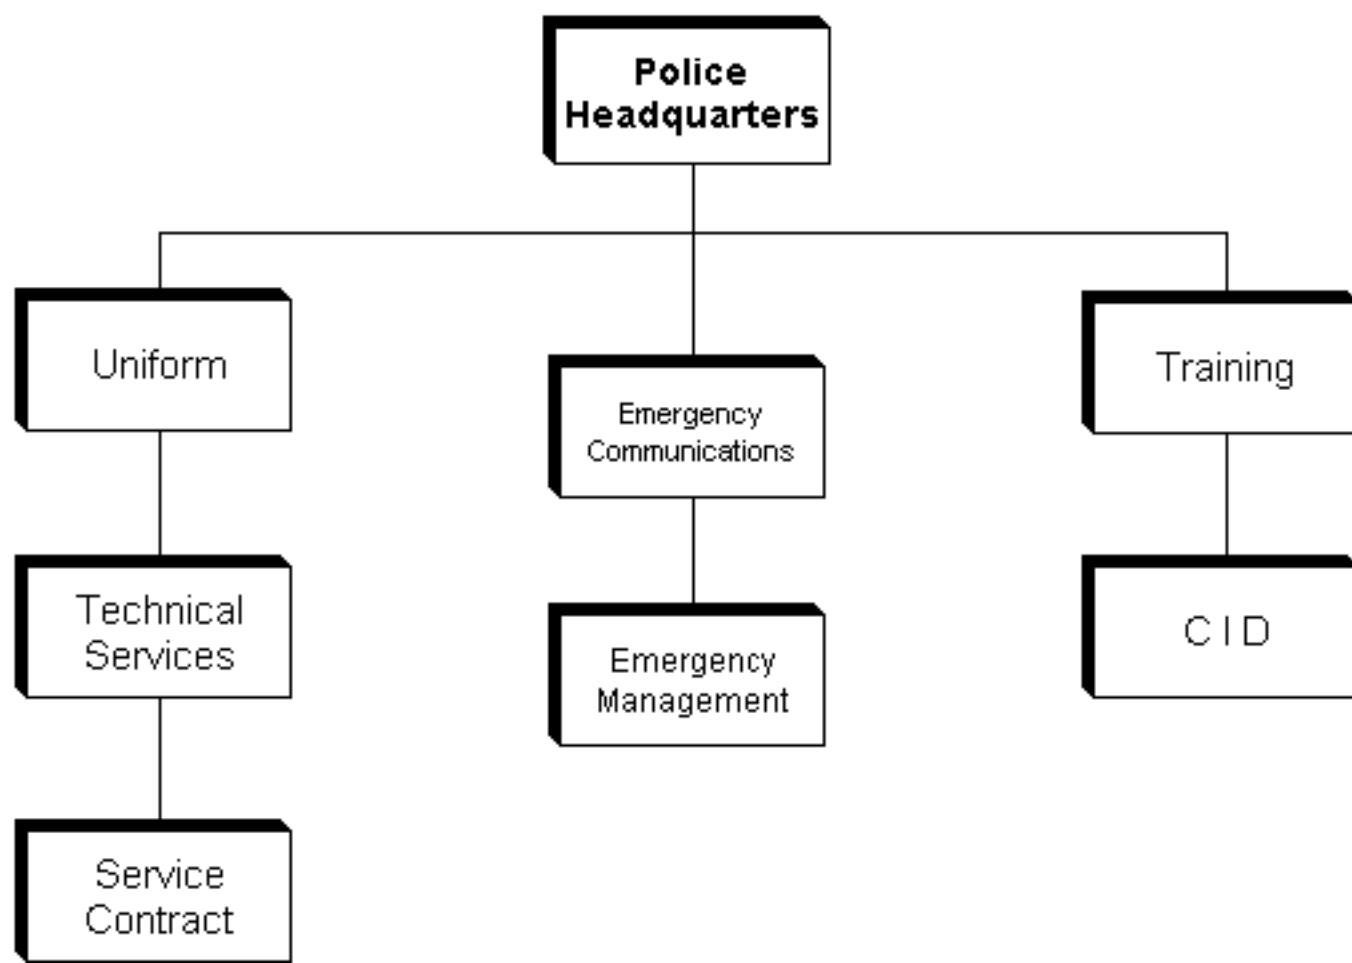 Police
Headquarters
Uniform
Emergency
Communications
Training
Technical
Services
Emergency
Management
C I D
Service
Contract